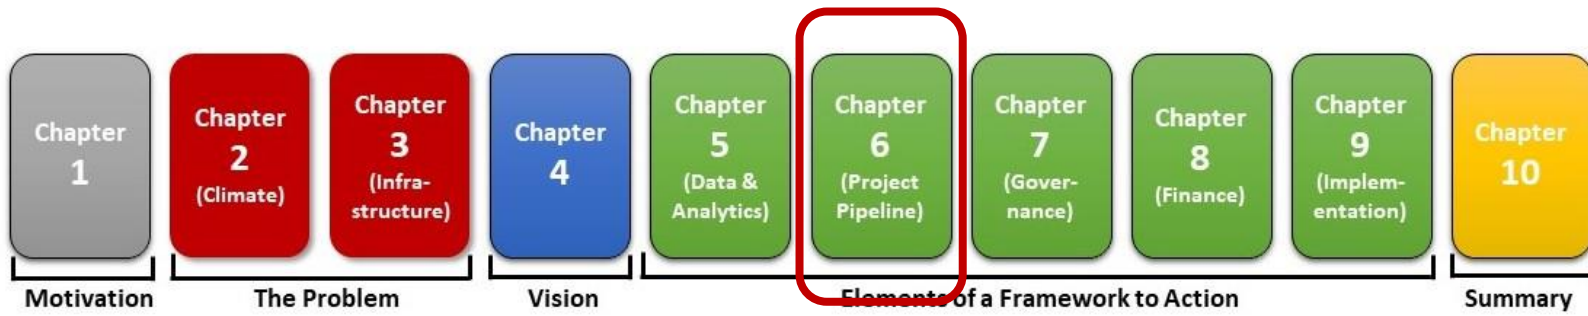 Chapter
1
Chapter
2
(Climate)
Chapter
3
(Infra-
structure)
Chapter
4
Chapter
5
(Data &
Analytics)
Chapter
6
(Project
Pipeline)
Chapter
7
(Gover-
nance)
Chapter
8
(Finance)
Chapter
9
(Implem-
entation)
Chapter
10
Motivation
The Problem
Vision
Elements of a Framework to Action
Summary